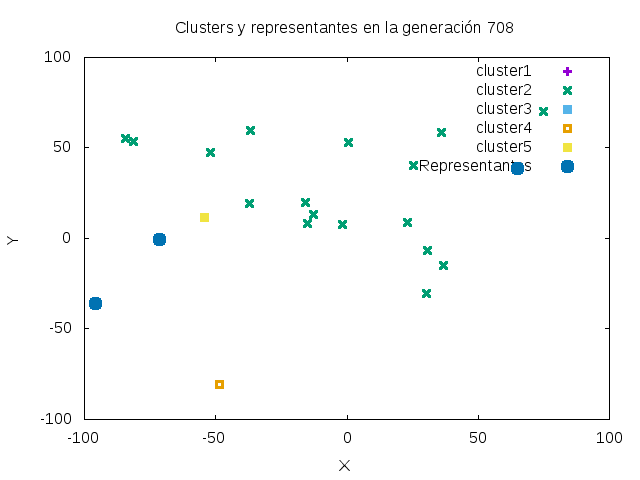 Clusters y representantes en la generación 708
100
50
0
-50
-100
-100
-50
0
50
100
Y
X
cluster1
cluster2
cluster3
cluster4
cluster5
Representantes